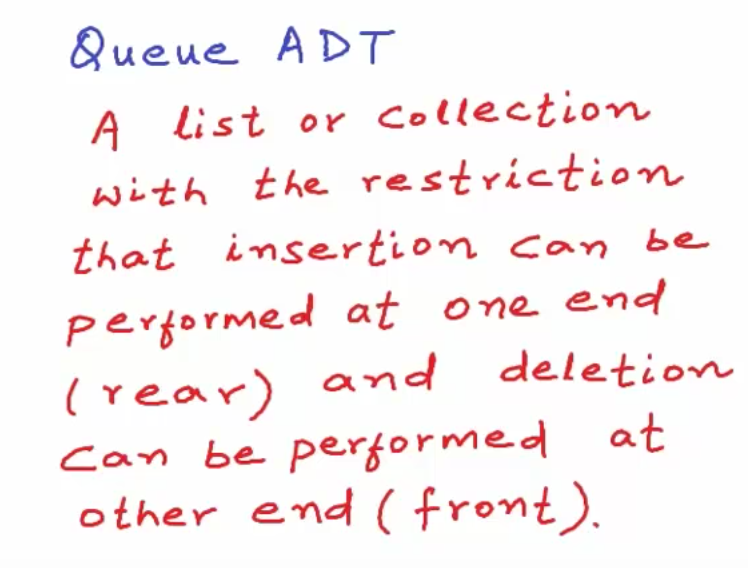 Queue ADT
A list or collection
with the restriction
that insertion can be
performed at one end
(rear) and deletion
can be performed at
other end (front).